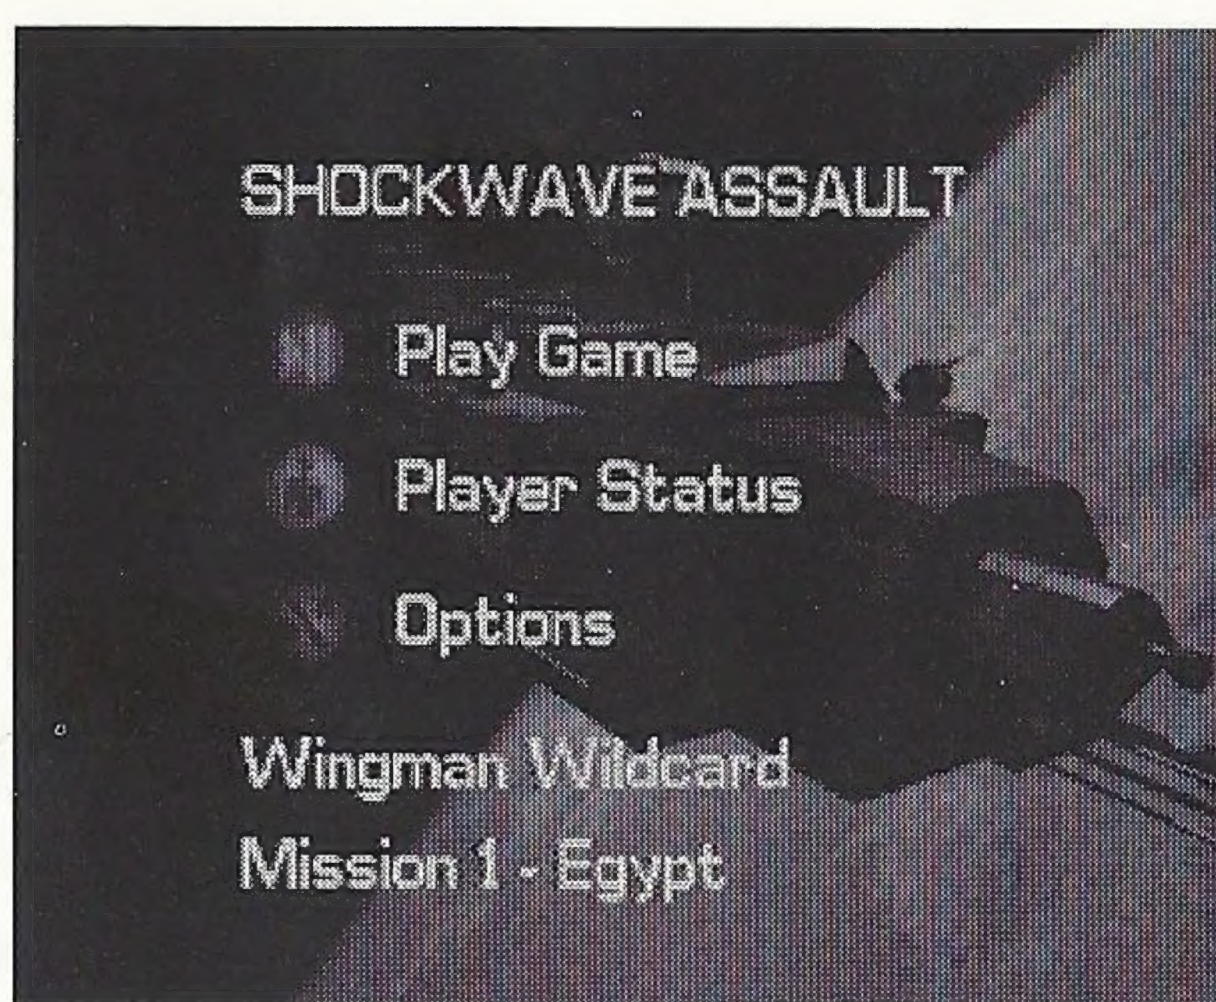 SHOCKWAVE ASSAULT
Play Game
Player Status
Options
Wingman Wildcard
Mission 1 - Egypt